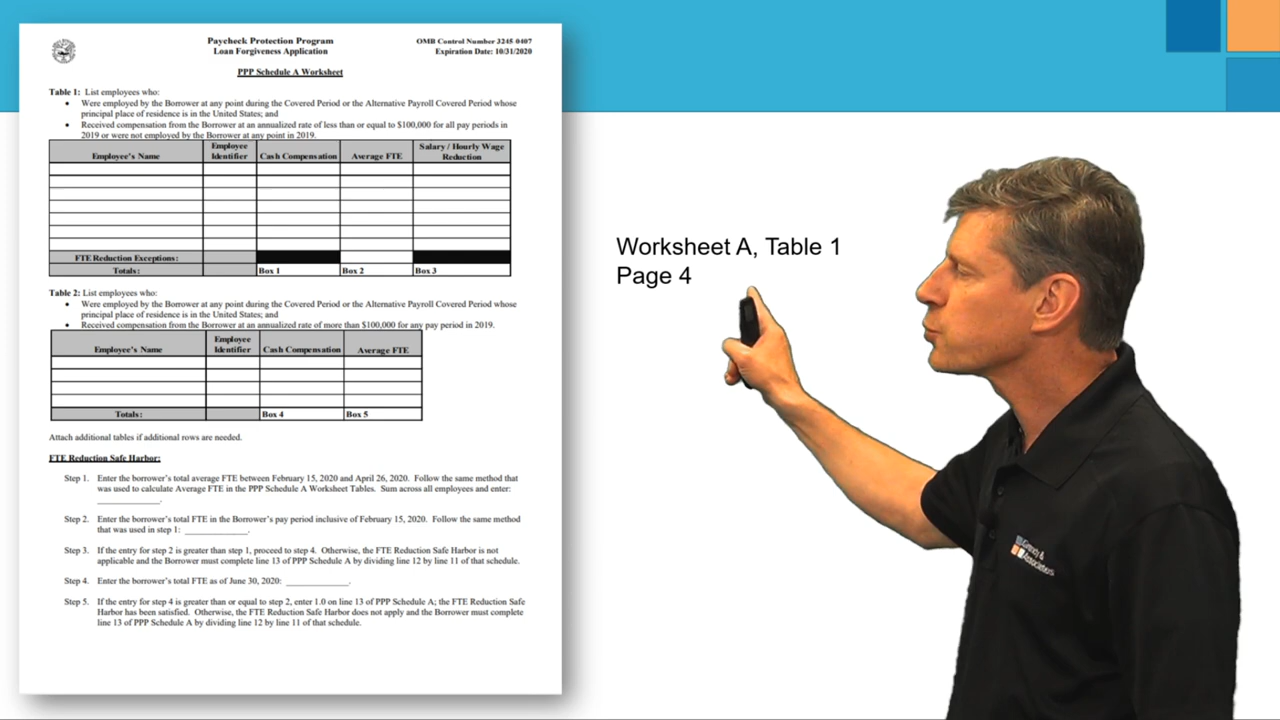 Paycheck Protection Program
Loan Forgiveness Application
OMB Control Number 3245-0407
Expiration Date: 10/31/2020
PPP Schedule A Worksheet
Table 1: List employees who:
• Were employed by the Borrower at any point during the Covered Period or the Alternative Payroll Covered Period whose
principal place of residence is in the United States; and
• Received compensation from the Borrower at an annualized rate of less than or equal to $100,000 for all pay periods in
2019 or were not employed by the Borrower at any point in 2019.
Employee's Name
Employee
Identifier
Cash Compensation
Average FTE
Salary / Hourly Wage
Reduction
FTE Reduction Exceptions:
Totals:
Box 1
Box 2
Box 3
Table 2: List employees who:
• Were employed by the Borrower at any point during the Covered Period or the Alternative Payroll Covered Period whose
principal place of residence is in the United States; and
• Received compensation from the Borrower at an annualized rate of more than $100,000 for any pay period in 2019.
Employee's Name
Employee
Identifier
Cash Compensation
Average FTE
Totals:
Box 4
Box 5
Attach additional tables if additional rows are needed.
FTE Reduction Safe Harbor:
Step 1. Enter the borrower's total average FTE between February 15, 2020 and April 26, 2020. Follow the same method that
was used to calculate Average FTE in the PPP Schedule A Worksheet Tables. Sum across all employees and enter:
______________.
Step 2. Enter the borrower's total FTE in the Borrower's pay period inclusive of February 15, 2020. Follow the same method
that was used in step 1: ______________.
Step 3. If the entry for step 2 is greater than step 1, proceed to step 4. Otherwise, the FTE Reduction Safe Harbor is not
applicable and the Borrower must complete line 13 of PPP Schedule A by dividing line 12 by line 11 of that schedule.
Step 4. Enter the borrower's total FTE as of June 30, 2020: ______________.
Step 5. If the entry for step 4 is greater than or equal to step 2, enter 1.0 on line 13 of PPP Schedule A; the FTE Reduction Safe
Harbor has been satisfied. Otherwise, the FTE Reduction Safe Harbor does not apply and the Borrower must complete
line 13 of PPP Schedule A by dividing line 12 by line 11 of that schedule.
Worksheet A, Table 1
Page 4
& Associates